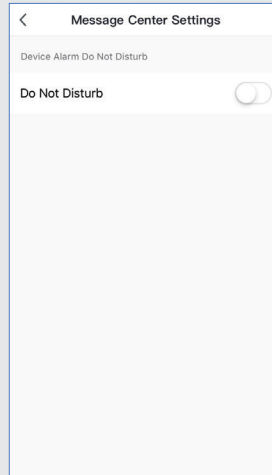 Message Center Settings
Device Alarm Do Not Disturb
Do Not Disturb